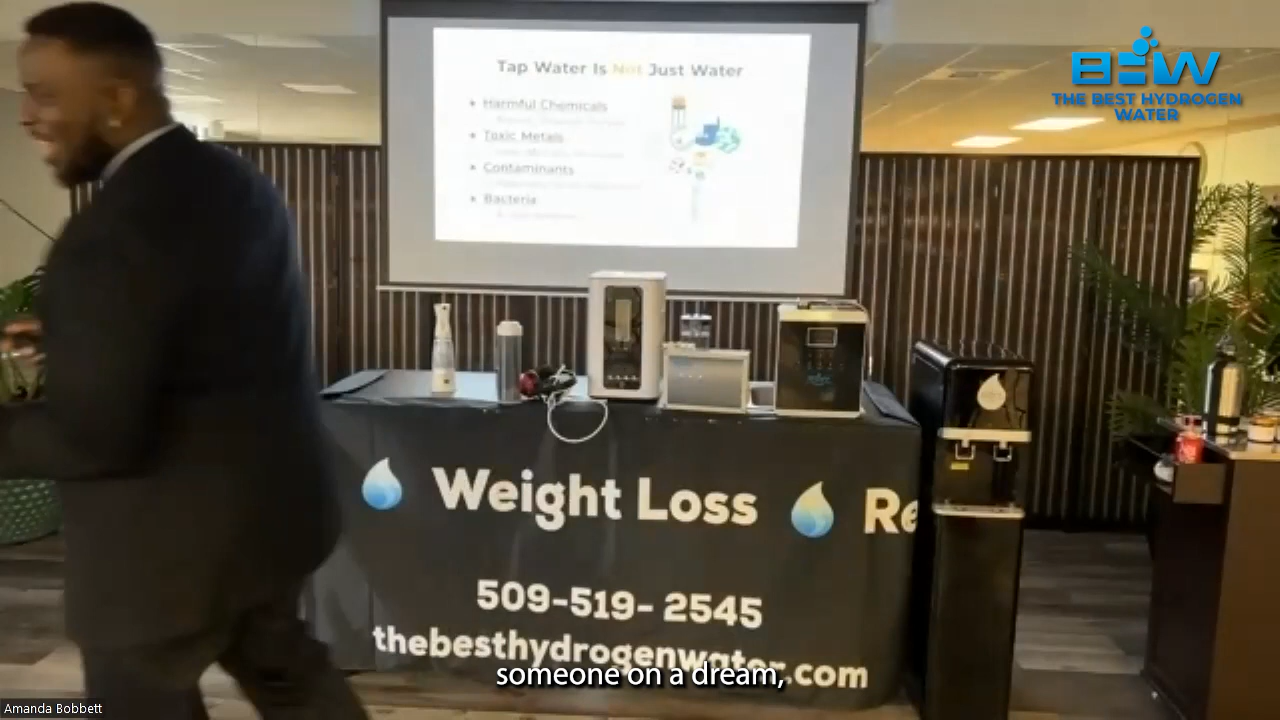 Tap Water Is Not Just Water
• Harmful Chemicals
• Toxic Metals
• Contaminants
• Bacteria
BHW
THE BEST HYDROGEN
WATER
Weight Loss
Re
509-519- 2545
thebesthydrogenwater.com
someone on a dream,
Amanda Bobbett